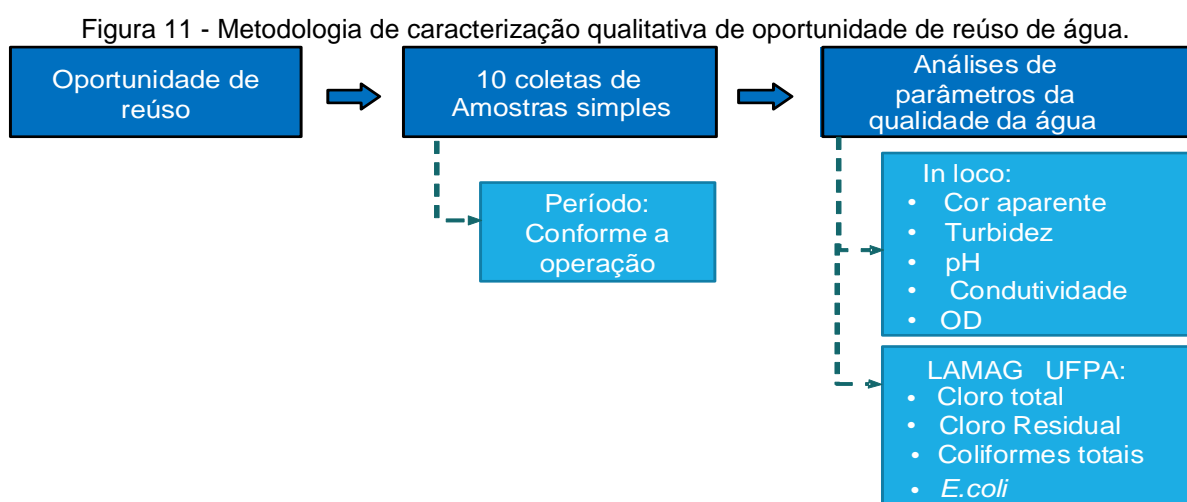 Figura 11 - Metodologia de caracterização qualitativa de oportunidade de reúso de água.
Oportunidade de
reúso
10 coletas de
Amostras simples
Período:
Conforme a
operação
Análises de
parâmetros da
qualidade da água
In loco:
• Cor aparente
• Turbidez
• pH
• Condutividade
• OD
LAMAG UFPA:
• Cloro total
• Cloro Residual
• Coliformes totais
• E.coli